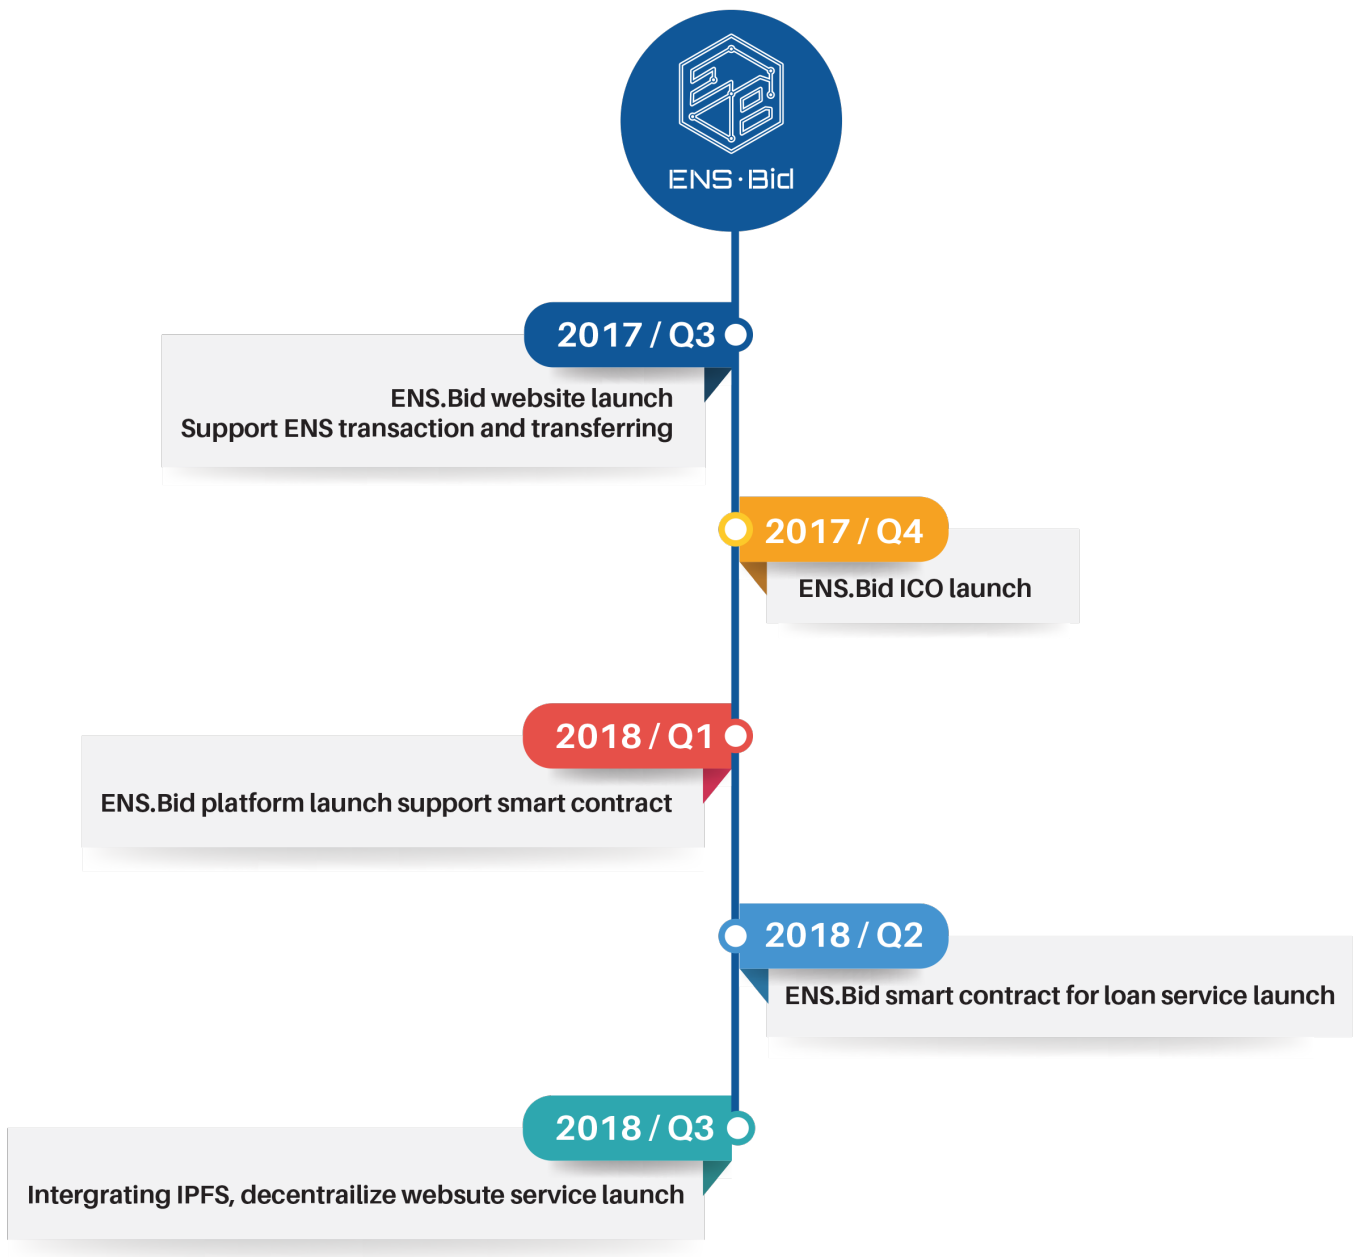 ENS·Bid
2017 / Q3
ENS.Bid website launch
Support ENS transaction and transferring
2017 / Q4
ENS.Bid ICO launch
2018 / Q1
ENS.Bid platform launch support smart contract
2018 / Q2
ENS.Bid smart contract for loan service launch
2018 / Q3
Intergrating IPFS, decentrailize websute service launch